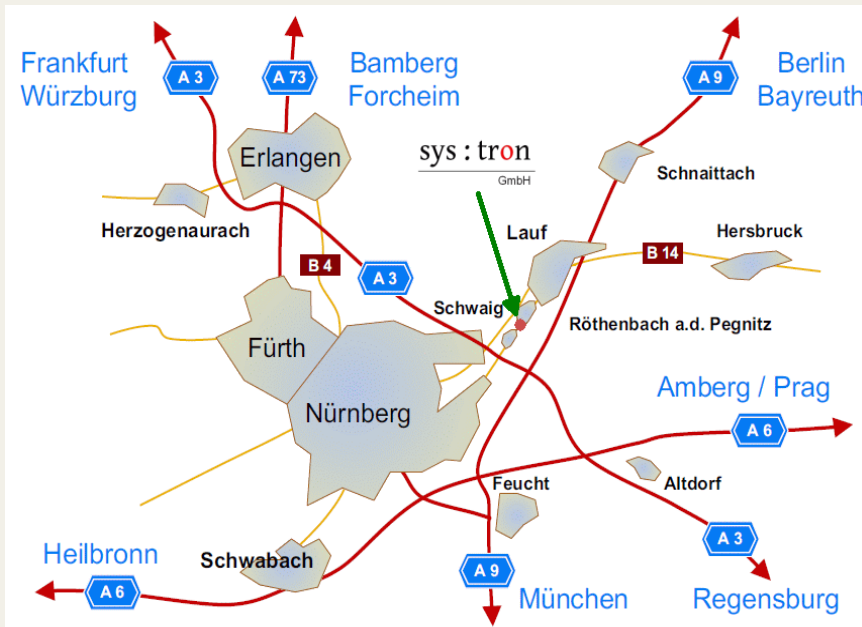 Frankfurt
Würzburg
A 3
A 73
Bamberg
Forcheim
A 9
Berlin
Bayreuth
Erlangen
sys : tron
GmbH
Schnaittach
Herzogenaurach
Lauf
Hersbruck
B 4
B 14
A 3
Schwaig
Röthenbach a.d. Pegnitz
Fürth
Nürnberg
Amberg / Prag
A 6
Feucht
Altdorf
Schwabach
Heilbronn
A 3
A 9
A 6
München
Regensburg